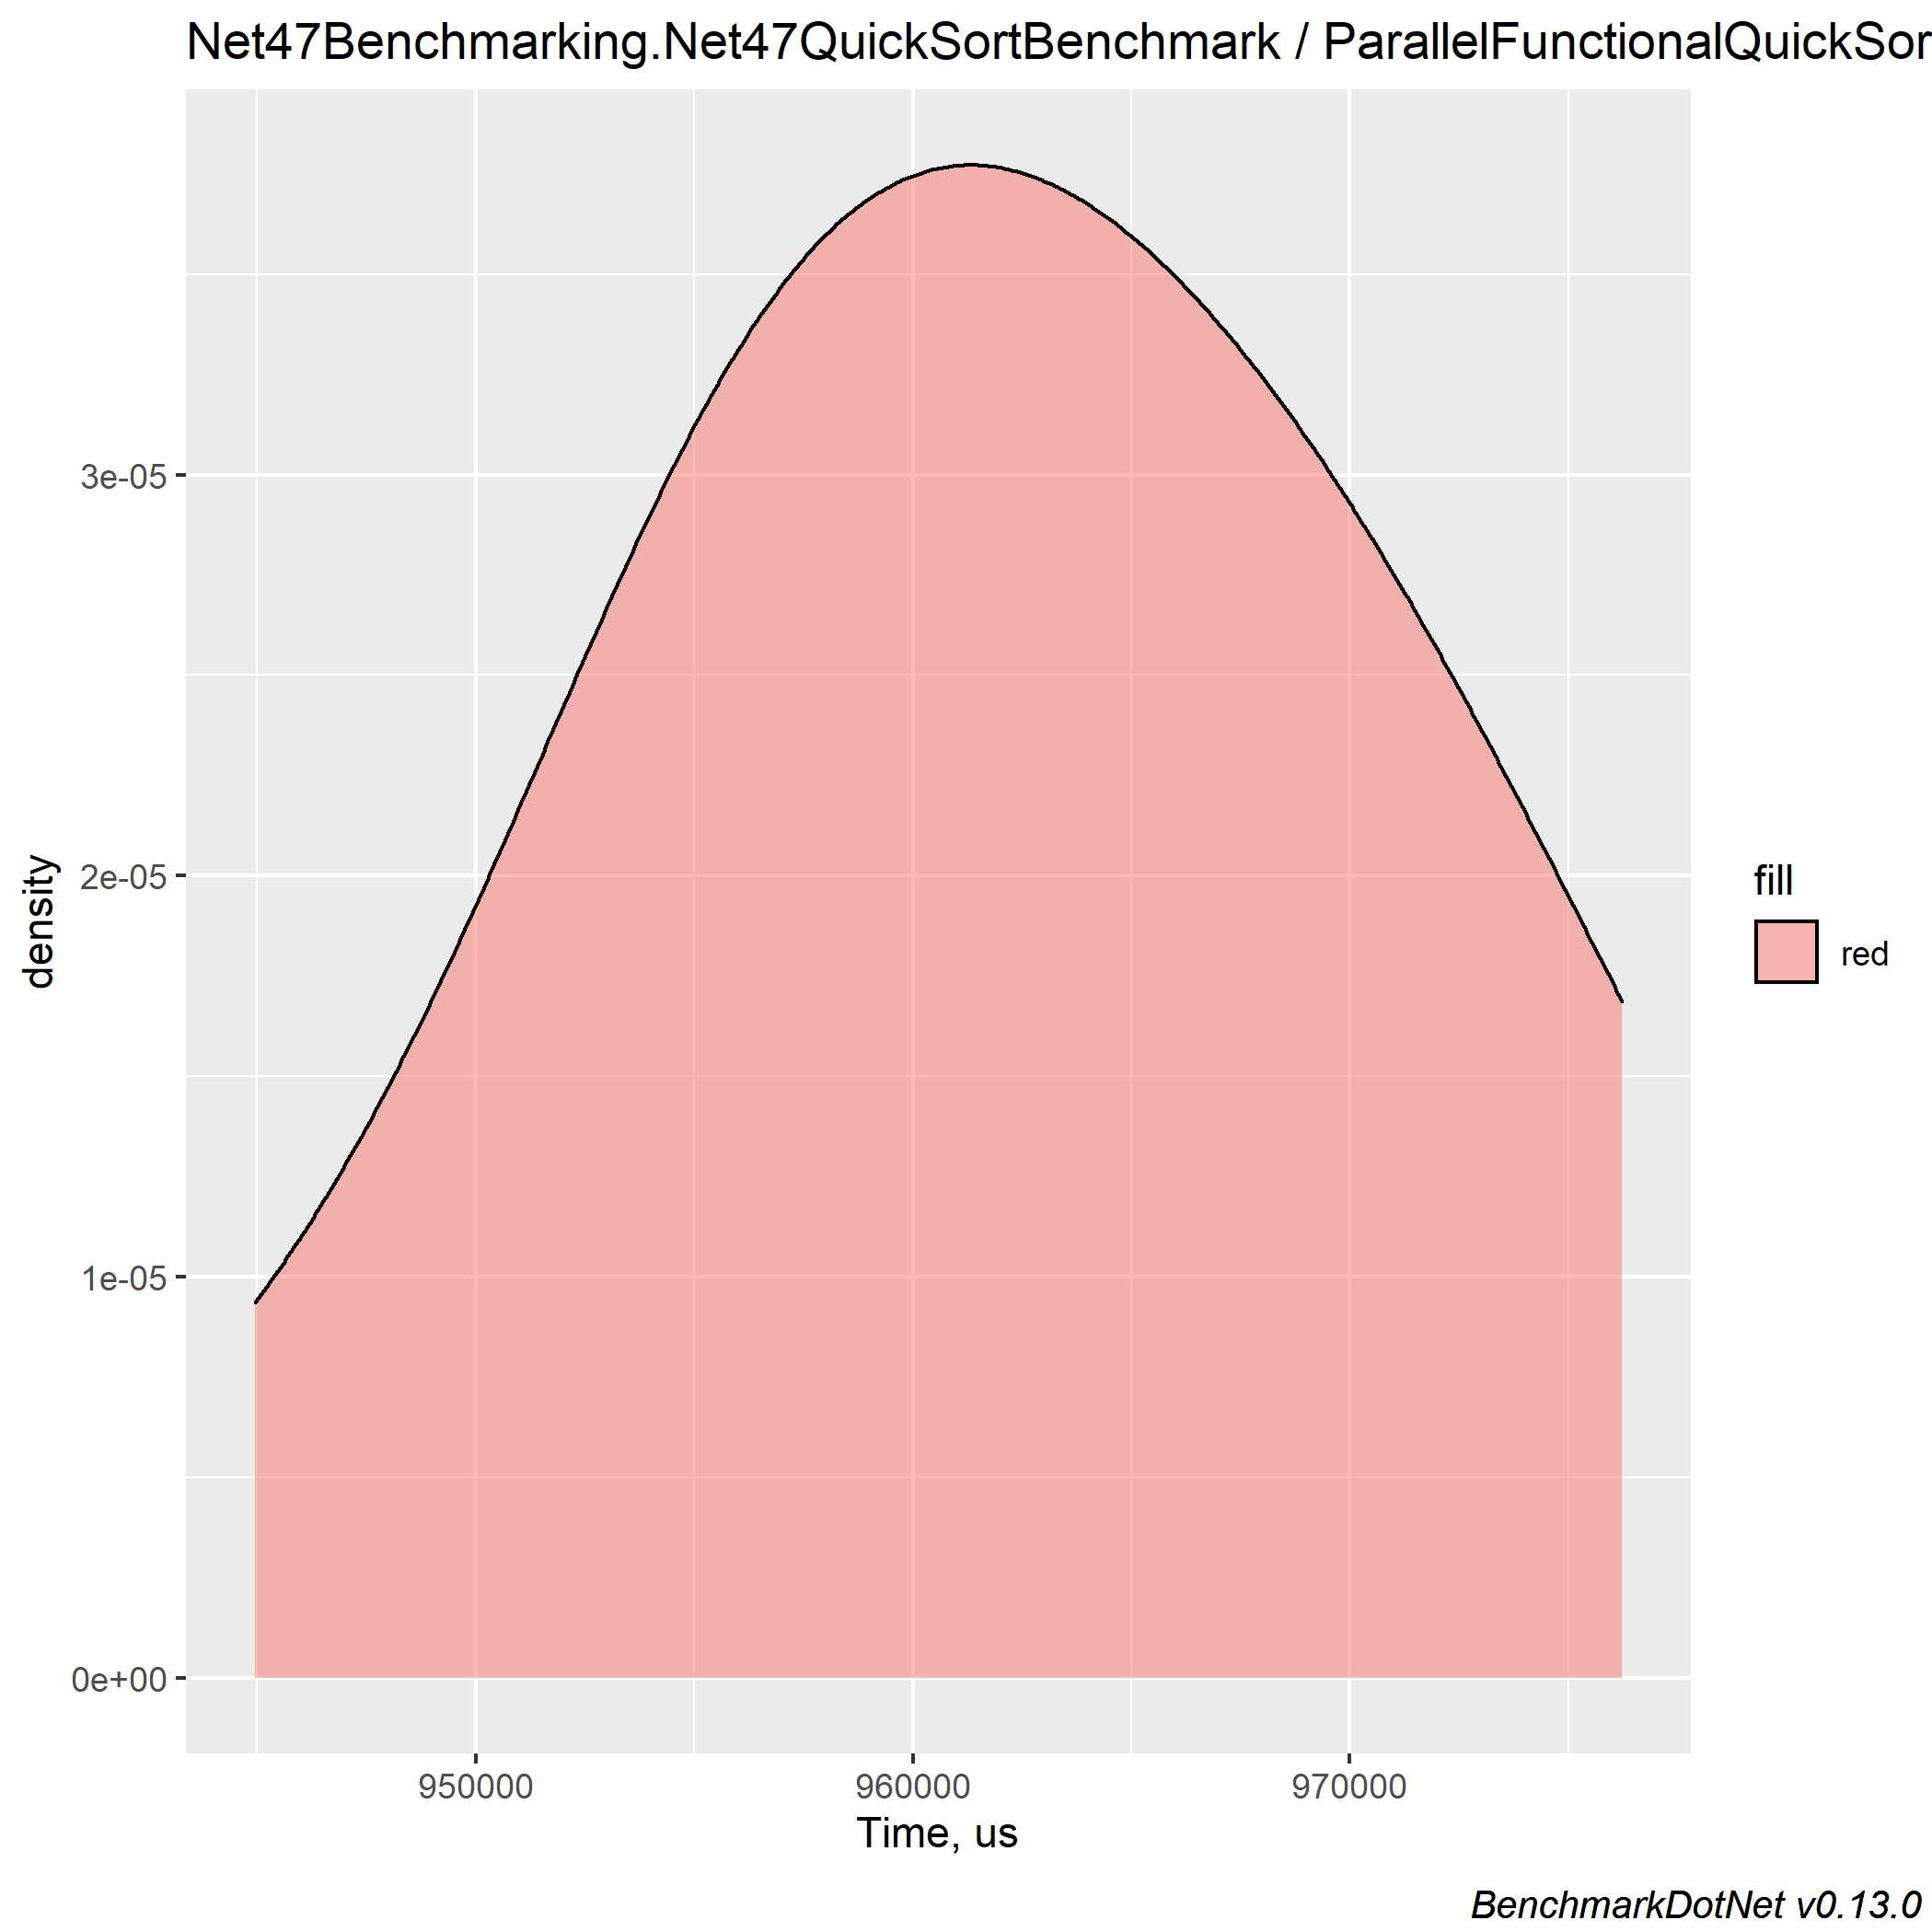 Net47Benchmarking.Net47QuickSortBenchmark / ParallelFunctionalQuickSor
3e-05
2e-05
1e-05
0e+00
density
950000 960000 970000
Time, us
fill
red
BenchmarkDotNet v0.13.0